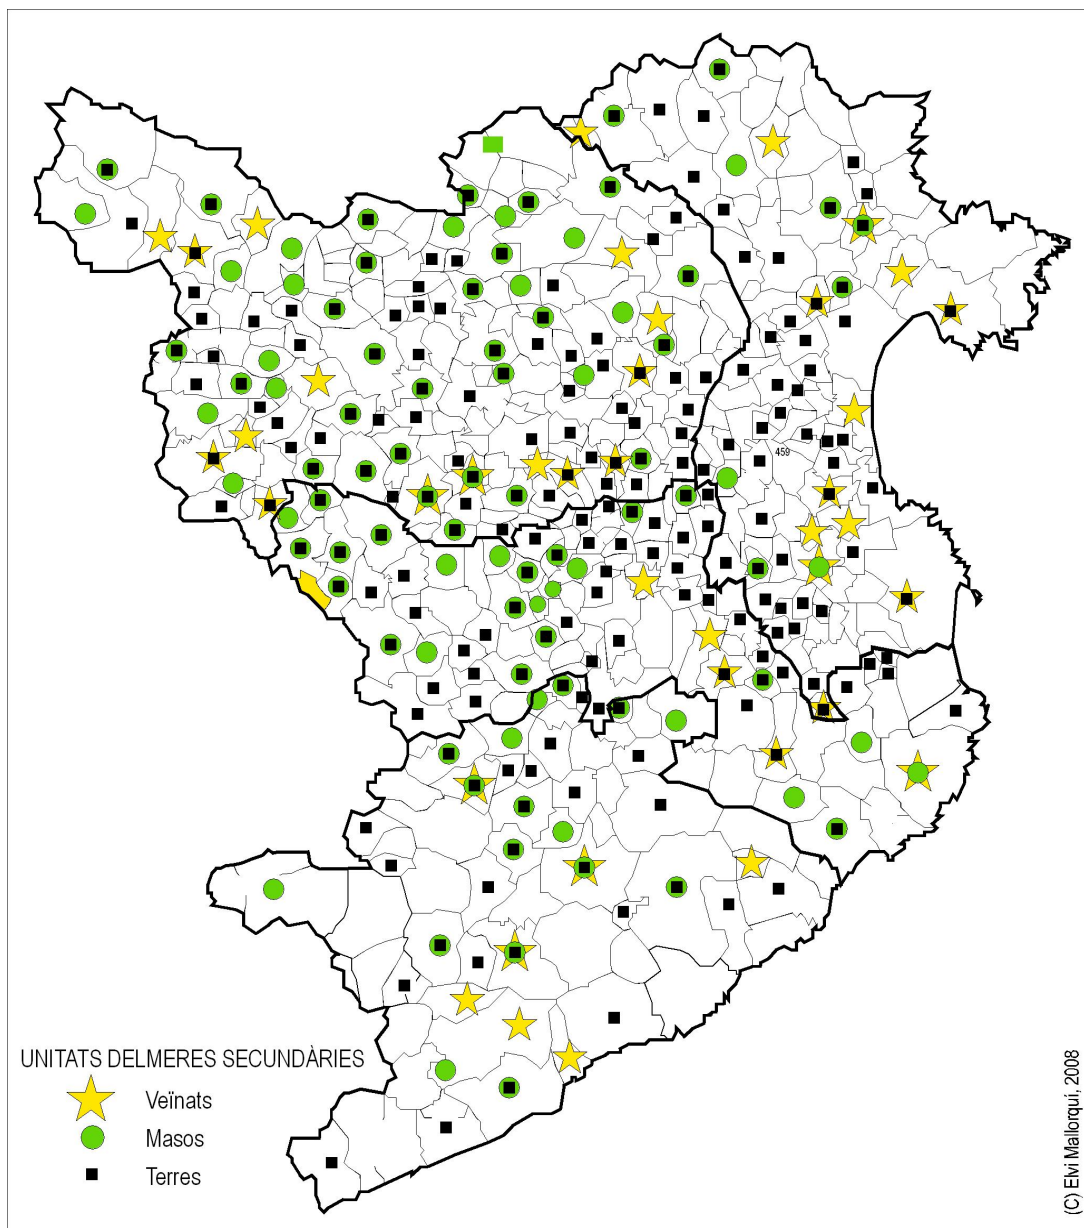 459
UNITATS DELMERES SECUNDÀRIES
Veïnats
Masos
Terres
(C) Elvi Mallorquí, 2008